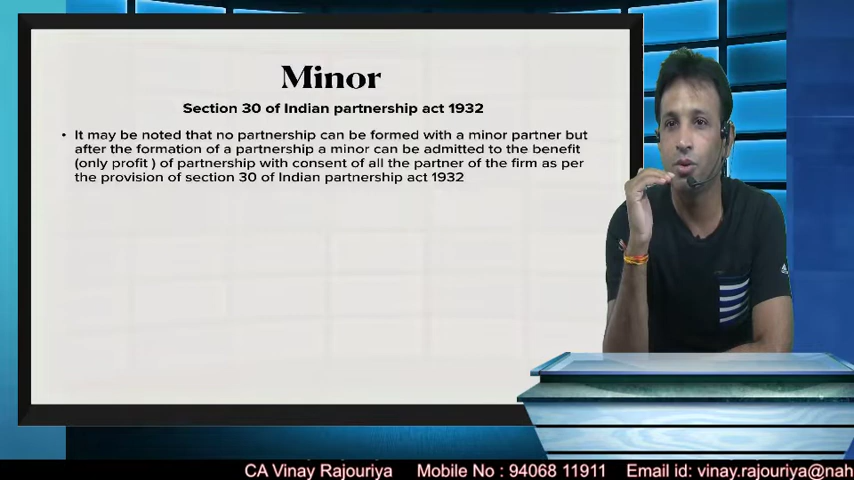 Minor
Section 30 of Indian partnership act 1932
• It may be noted that no partnership can be formed with a minor partner but
after the formation of a partnership a minor can be admitted to the benefit
(only profit ) of partnership with consent of all the partner of the firm as per
the provision of section 30 of Indian partnership act 1932
CA Vinay Rajouriya Mobile No : 94068 11911 Email id: vinay.rajouriya@nah